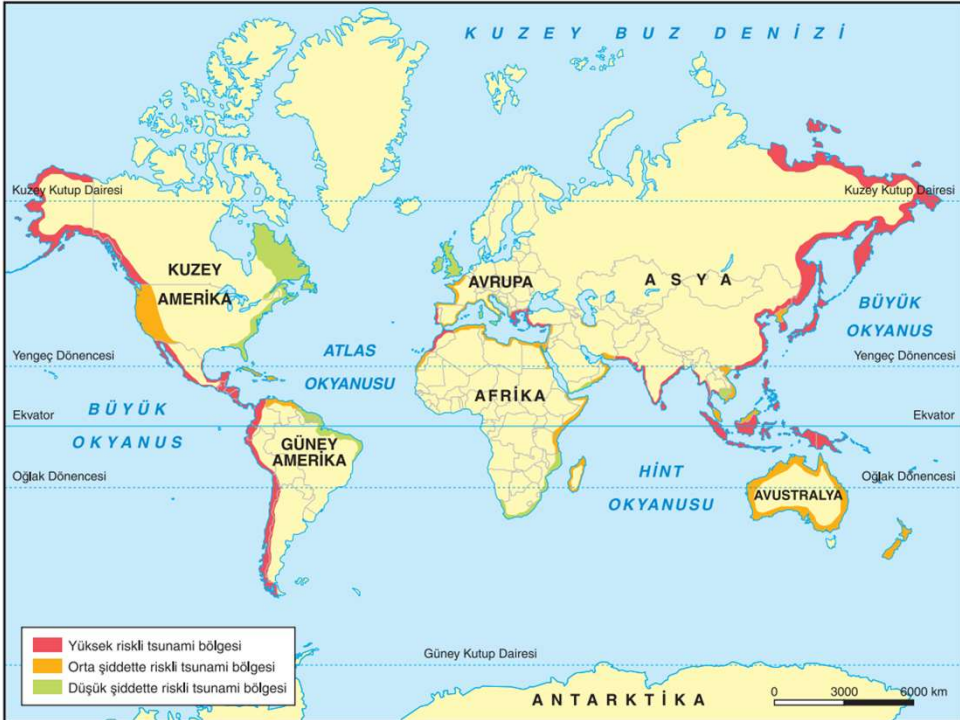 KUZEY BUZ DENİZİ
Kuzey Kutup Dairesi
Kuzey Kutup Dairesi
KUZEY
AMERİKA
AVRUPA
ASYA
BÜYÜK
OKYANUS
Yengeç Dönencesi
ATLAS
OKYANUSU
Yengeç Dönencesi
AFRİKA
BÜYÜK
OKYANUS
Ekvator
Ekvator
GÜNEY
AMERİKA
HİNT
OKYANUSU
Oğlak Dönencesi
Oğlak Dönencesi
AVUSTRALYA
Yüksek riskli tsunami bölgesi
Orta şiddette riskli tsunami bölgesi
Düşük şiddette riskli tsunami bölgesi
Güney Kutup Dairesi
ANTARKTİKA
0 3000 6000 km